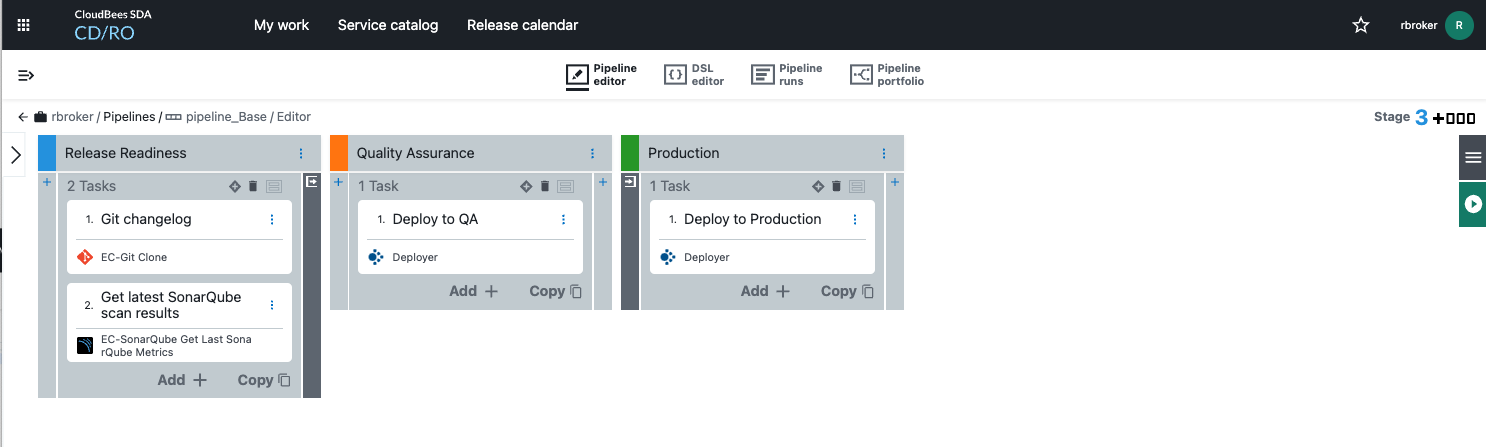 CloudBees SDA
CD/RO
My work
Service catalog
Release calendar
rbroker
R
Pipeline
editor
DSL
editor
Pipeline
runs
Pipeline
portfolio
rbroker / Pipelines / pipeline_Base / Editor
Stage 3
Release Readiness
2 Tasks
1. Git changelog
EC-Git Clone
2. Get latest SonarQube
scan results
EC-SonarQube Get Last Sona
rQube Metrics
Add
Copy
Quality Assurance
1 Task
1. Deploy to QA
Deployer
Add
Copy
Production
1 Task
1. Deploy to Production
Deployer
Add
Copy